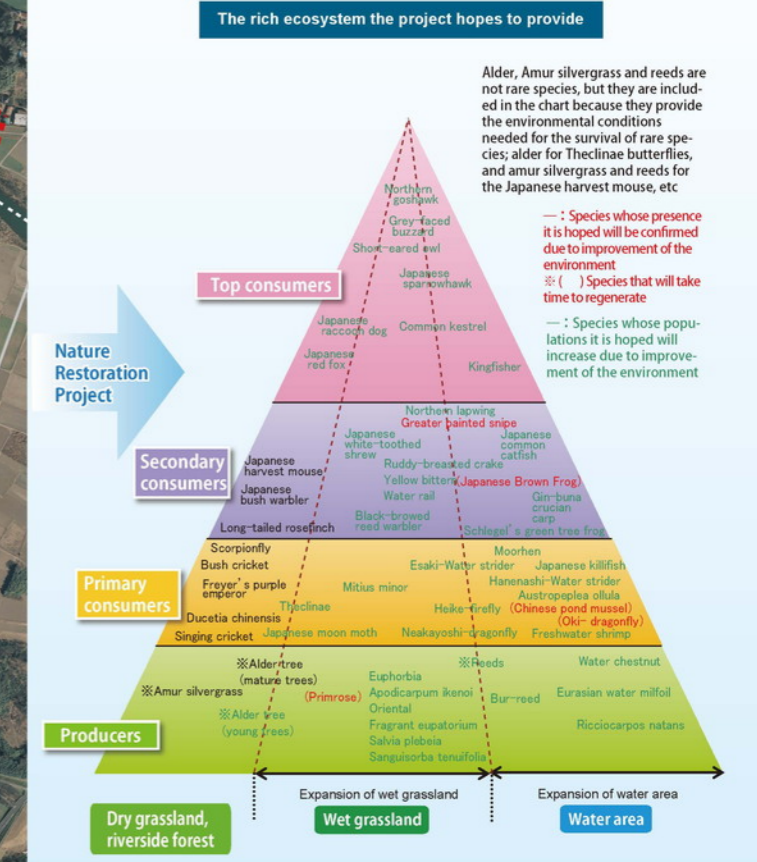 The rich ecosystem the project hopes to provide
Alder, Amur silvergrass and reeds are
not rare species, but they are includ-
ed in the chart because they provide
the environmental conditions
needed for the survival of rare spe-
cies; alder for Theclinae butterflies,
and amur silvergrass and reeds for
the Japanese harvest mouse, etc
—：Species whose presence
it is hoped will be confirmed
due to improvement of the
environment
※(　) Species that will take
time to regenerate
—：Species whose popu-
lations it is hoped will
increase due to improve-
ment of the environment
Nature
Restoration
Project
Top consumers
Northern
goshawk
Grey-faced
buzzard
Short-eared owl
Japanese
sparrowhawk
Japanese
raccoon dog
Common kestrel
Japanese
red fox
Kingfisher
Secondary
consumers
Northern lapwing
Greater painted snipe
Japanese
white-toothed
shrew
Japanese
common
catfish
Japanese
harvest mouse
Ruddy-breasted crake
Yellow bittern
(Japanese Brown Frog)
Japanese
bush warbler
Water rail
Gin-buna
crucian
carp
Black-browed
reed warbler
Long-tailed rosefinch
Schlegel's green tree frog
Primary
consumers
Scorpionfly
Moorhen
Bush cricket
Esaki-Water strider
Japanese killifish
Freyer's purple
emperor
Mitius minor
Hanenashi-Water strider
Austropeplea ollula
Theclinae
Heike-firefly
(Chinese pond mussel)
Ducetia chinensis
(Oki- dragonfly)
Singing cricket
Japanese moon moth
Neakayoshi-dragonfly
Freshwater shrimp
Producers
※Alder tree
(mature trees)
※Reeds
Water chestnut
※Amur silvergrass
(Primrose)
Euphorbia
Apodicarpum ikenoi
Oriental
Fragrant eupatorium
Salvia plebeia
Sanguisorba tenuifolia
Bur-reed
Eurasian water milfoil
※Alder tree
(young trees)
Ricciocarpos natans
Expansion of wet grassland
Expansion of water area
Dry grassland,
riverside forest
Wet grassland
Water area